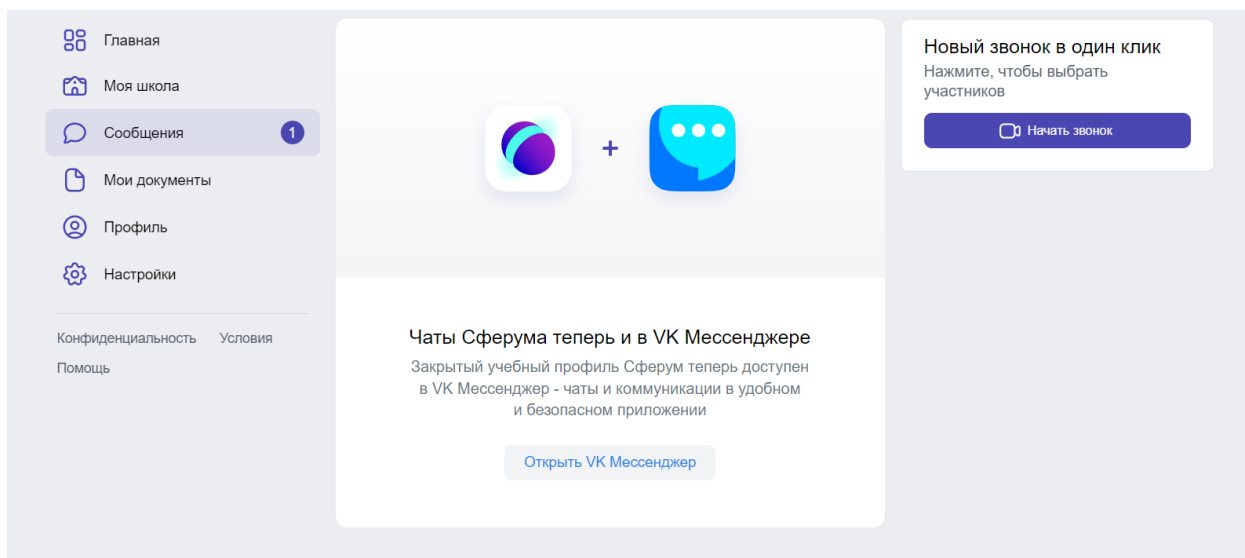 Главная
Моя школа
Сообщения 1
Мои документы
Профиль
Настройки
Конфиденциальность Условия
Помощь
Чаты Сферума теперь и в VK Мессенджере
Закрытый учебный профиль Сферум теперь доступен
в VK Мессенджер - чаты и коммуникации в удобном
и безопасном приложении
Открыть VK Мессенджер
Новый звонок в один клик
Нажмите, чтобы выбрать
участников
Начать звонок